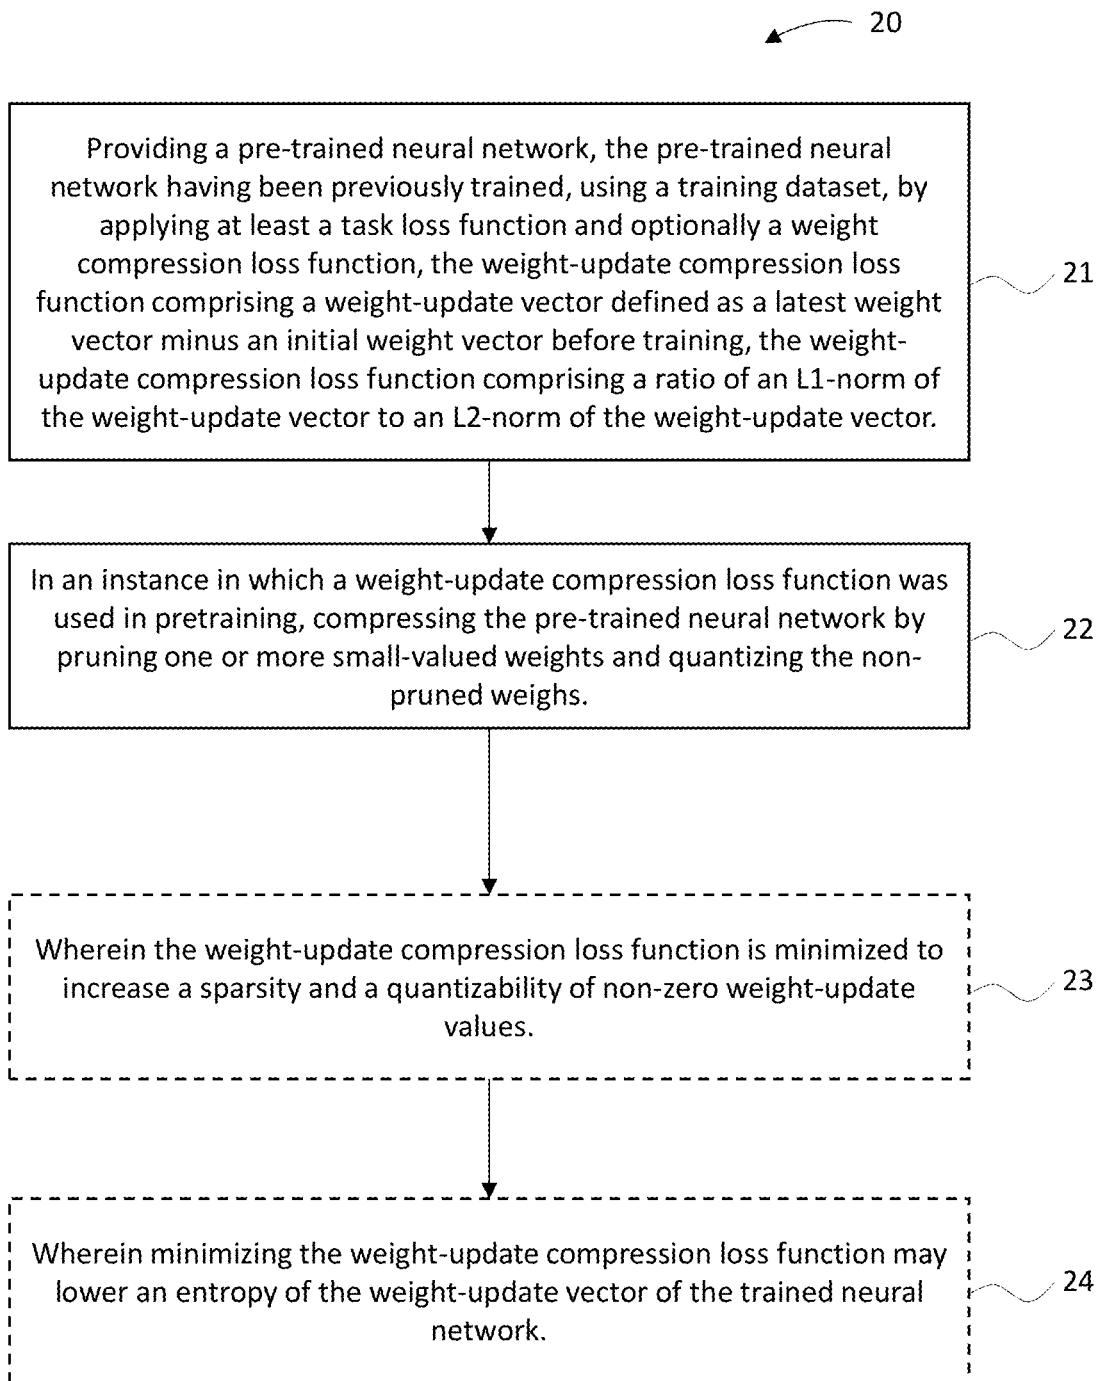 20
Providing a pre-trained neural network, the pre-trained neural
network having been previously trained, using a training dataset, by
applying at least a task loss function and optionally a weight
compression loss function, the weight-update compression loss
function comprising a weight-update vector defined as a latest weight
vector minus an initial weight vector before training, the weight-
update compression loss function comprising a ratio of an L1-norm of
the weight-update vector to an L2-norm of the weight-update vector.
21
In an instance in which a weight-update compression loss function was
used in pretraining, compressing the pre-trained neural network by
pruning one or more small-valued weights and quantizing the non-
pruned weighs.
22
Wherein the weight-update compression loss function is minimized to
increase a sparsity and a quantizability of non-zero weight-update
values.
23
Wherein minimizing the weight-update compression loss function may
lower an entropy of the weight-update vector of the trained neural
network.
24